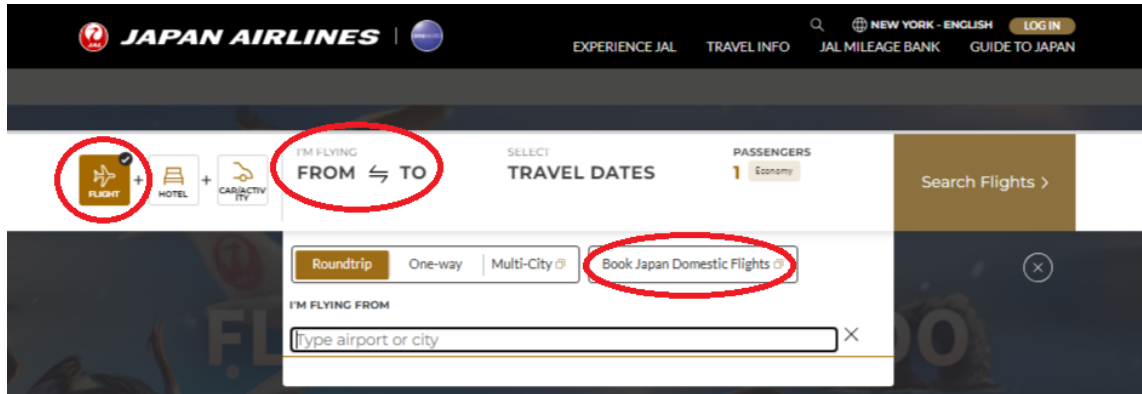 JAPAN AIRLINES
NEW YORK - ENGLISH
LOG IN
EXPERIENCE JAL
TRAVEL INFO
JAL MILEAGE BANK
GUIDE TO JAPAN
FLIGHT
+
HOTEL
+
CAR/ACTIV
ITY
I'M FLYING
FROM ⇋ TO
SELECT
TRAVEL DATES
PASSENGERS
1 Economy
Search Flights >
Roundtrip
One-way
Multi-City
Book Japan Domestic Flights
I'M FLYING FROM
Type airport or city